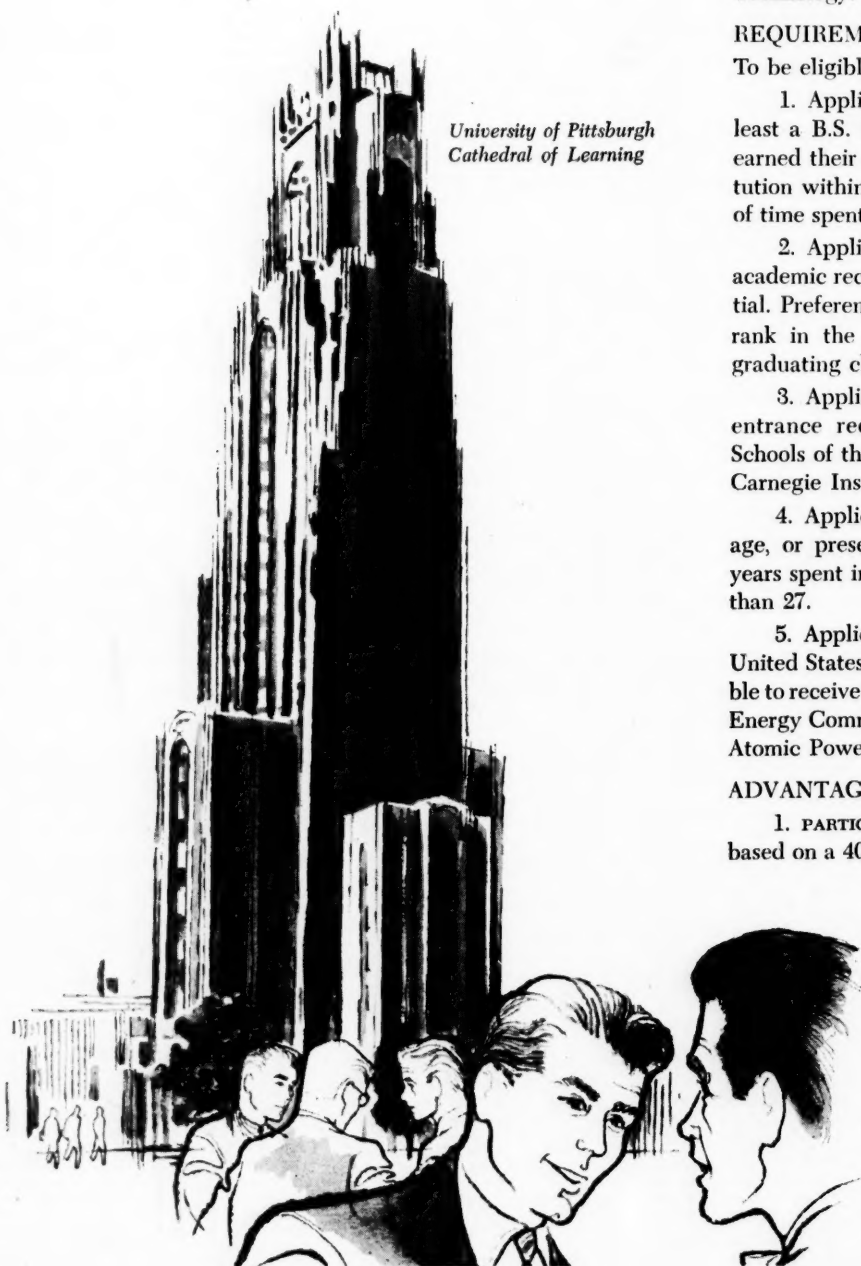 University of Pittsburgh
Cathedral of Learning
REQUIREM
To be eligibl
1. Appli
least a B.S.
earned their
tution within
of time spent
2. Appli
academic rec
tial. Preferen
rank in the
graduating c
3. Appli
entrance rec
Schools of th
Carnegie Ins
4. Applic
age, or prese
years spent in
than 27.
5. Applic
United States
ble to receive
Energy Comm
Atomic Powe
ADVANTAG
1. PARTIC
based on a 40